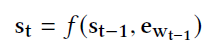 s_t = f(s_{t−1}, e_{w_{t−1}})